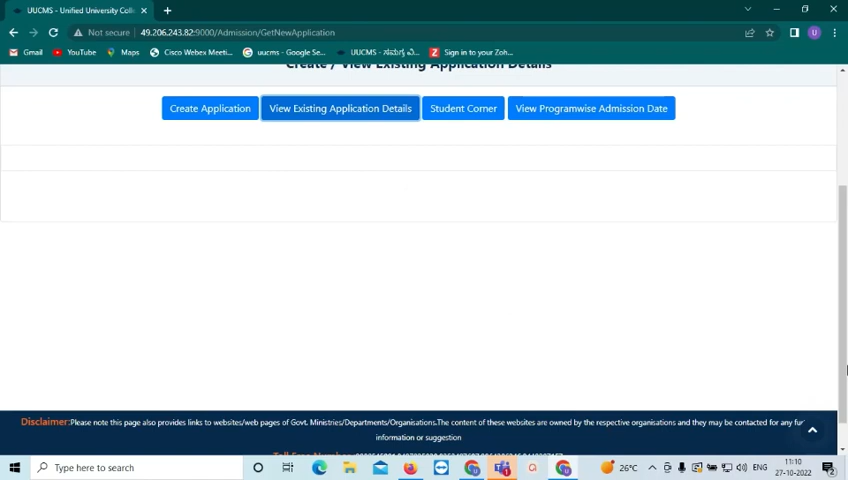 UUCMS - Unified University Coll
Not secure
49.206.243.82:9000/Admission/GetNewApplication
Gmail
YouTube
Maps
Cisco Webex Meeti...
uucms - Google Se...
UUCMS - ಸಮಗ್ರ ವಿ...
Sign in to your Zoh...
Create / View Existing Application Details
Create Application
View Existing Application Details
Student Corner
View Programwise Admission Date
Disclaimer:Please note this page also provides links to websites/web pages of Govt. Ministries/Departments/Organisations.The content of these websites are owned by the respective organisations and they may be contacted for any fur
information or suggestion
Type here to search
26°C
ENG
11:10
27-10-2022